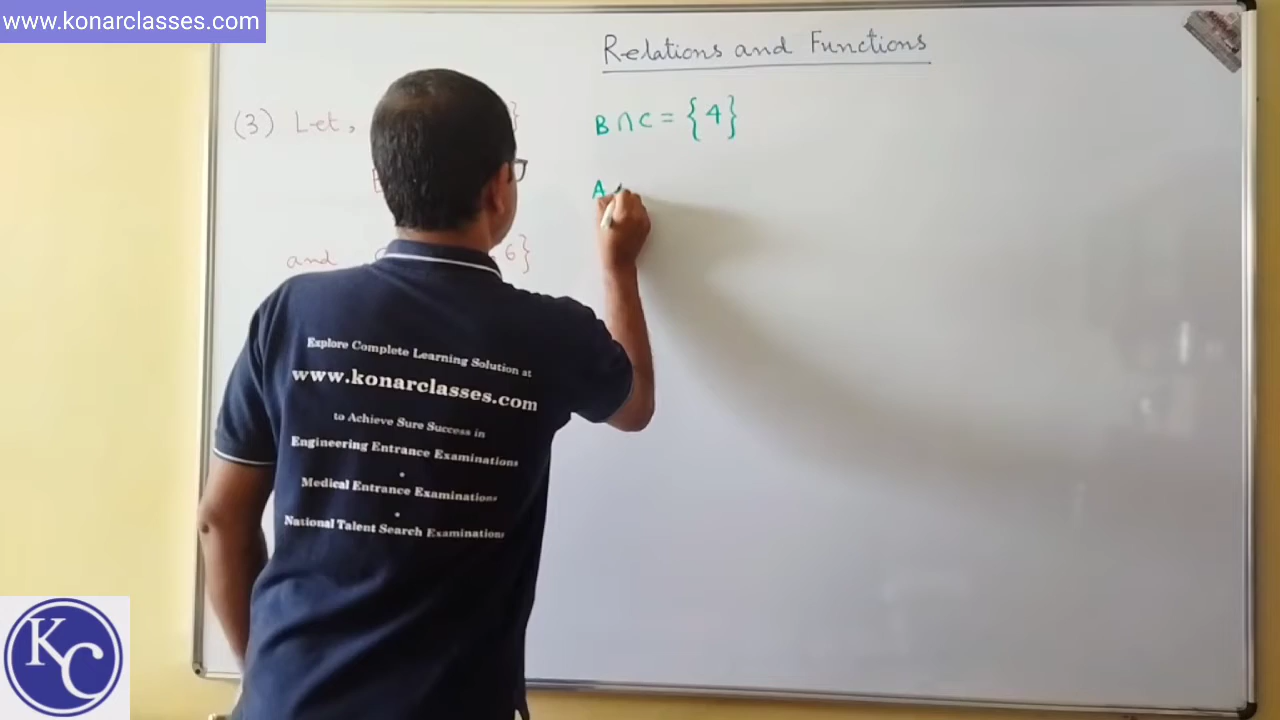 www.konarclasses.com
Relations and Functions
(3) Let,
B ∩ C = {4}
A
and
6}
Explore Complete Learning Solution at
www.konarclasses.com
to Achieve Sure Success in
Engineering Entrance Examinations
•
Medical Entrance Examinations
•
National Talent Search Examinations
KC